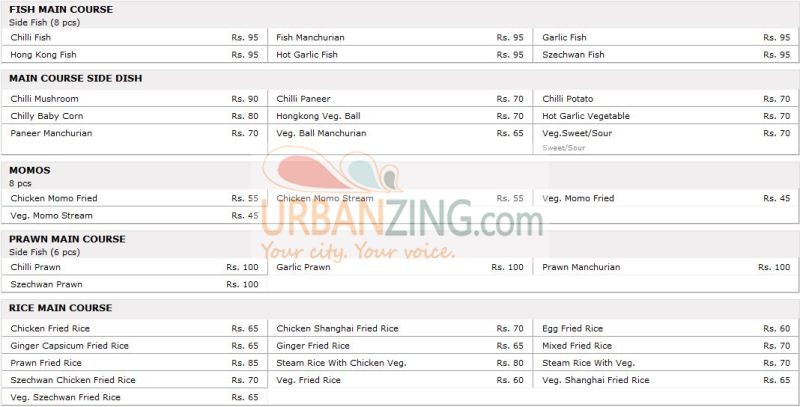 FISH MAIN COURSE
Side Fish (8 pcs)
Chilli Fish Rs. 95 Fish Manchurian Rs. 95 Garlic Fish Rs. 95
Hong Kong Fish Rs. 95 Hot Garlic Fish Rs. 95 Szechwan Fish Rs. 95
MAIN COURSE SIDE DISH
Chilli Mushroom Rs. 90 Chilli Paneer Rs. 70 Chilli Potato Rs. 70
Chilly Baby Corn Rs. 80 Hongkong Veg. Ball Rs. 70 Hot Garlic Vegetable Rs. 70
Paneer Manchurian Rs. 70 Veg. Ball Manchurian Rs. 65 Veg.Sweet/Sour Rs. 70
Sweet/Sour
MOMOS
8 pcs
Chicken Momo Fried Rs. 55 Chicken Momo Stream Rs. 55 Veg. Momo Fried Rs. 45
Veg. Momo Stream Rs. 45
URBANZING.com
Your city. Your voice.
PRAWN MAIN COURSE
Side Fish (6 pcs)
Chilli Prawn Rs. 100 Garlic Prawn Rs. 100 Prawn Manchurian Rs. 100
Szechwan Prawn Rs. 100
RICE MAIN COURSE
Chicken Fried Rice Rs. 65 Chicken Shanghai Fried Rice Rs. 70 Egg Fried Rice Rs. 60
Ginger Capsicum Fried Rice Rs. 65 Ginger Fried Rice Rs. 65 Mixed Fried Rice Rs. 70
Prawn Fried Rice Rs. 85 Steam Rice With Chicken Veg. Rs. 80 Steam Rice With Veg. Rs. 70
Szechwan Chicken Fried Rice Rs. 70 Veg. Fried Rice Rs. 60 Veg. Shanghai Fried Rice Rs. 65
Veg. Szechwan Fried Rice Rs. 65